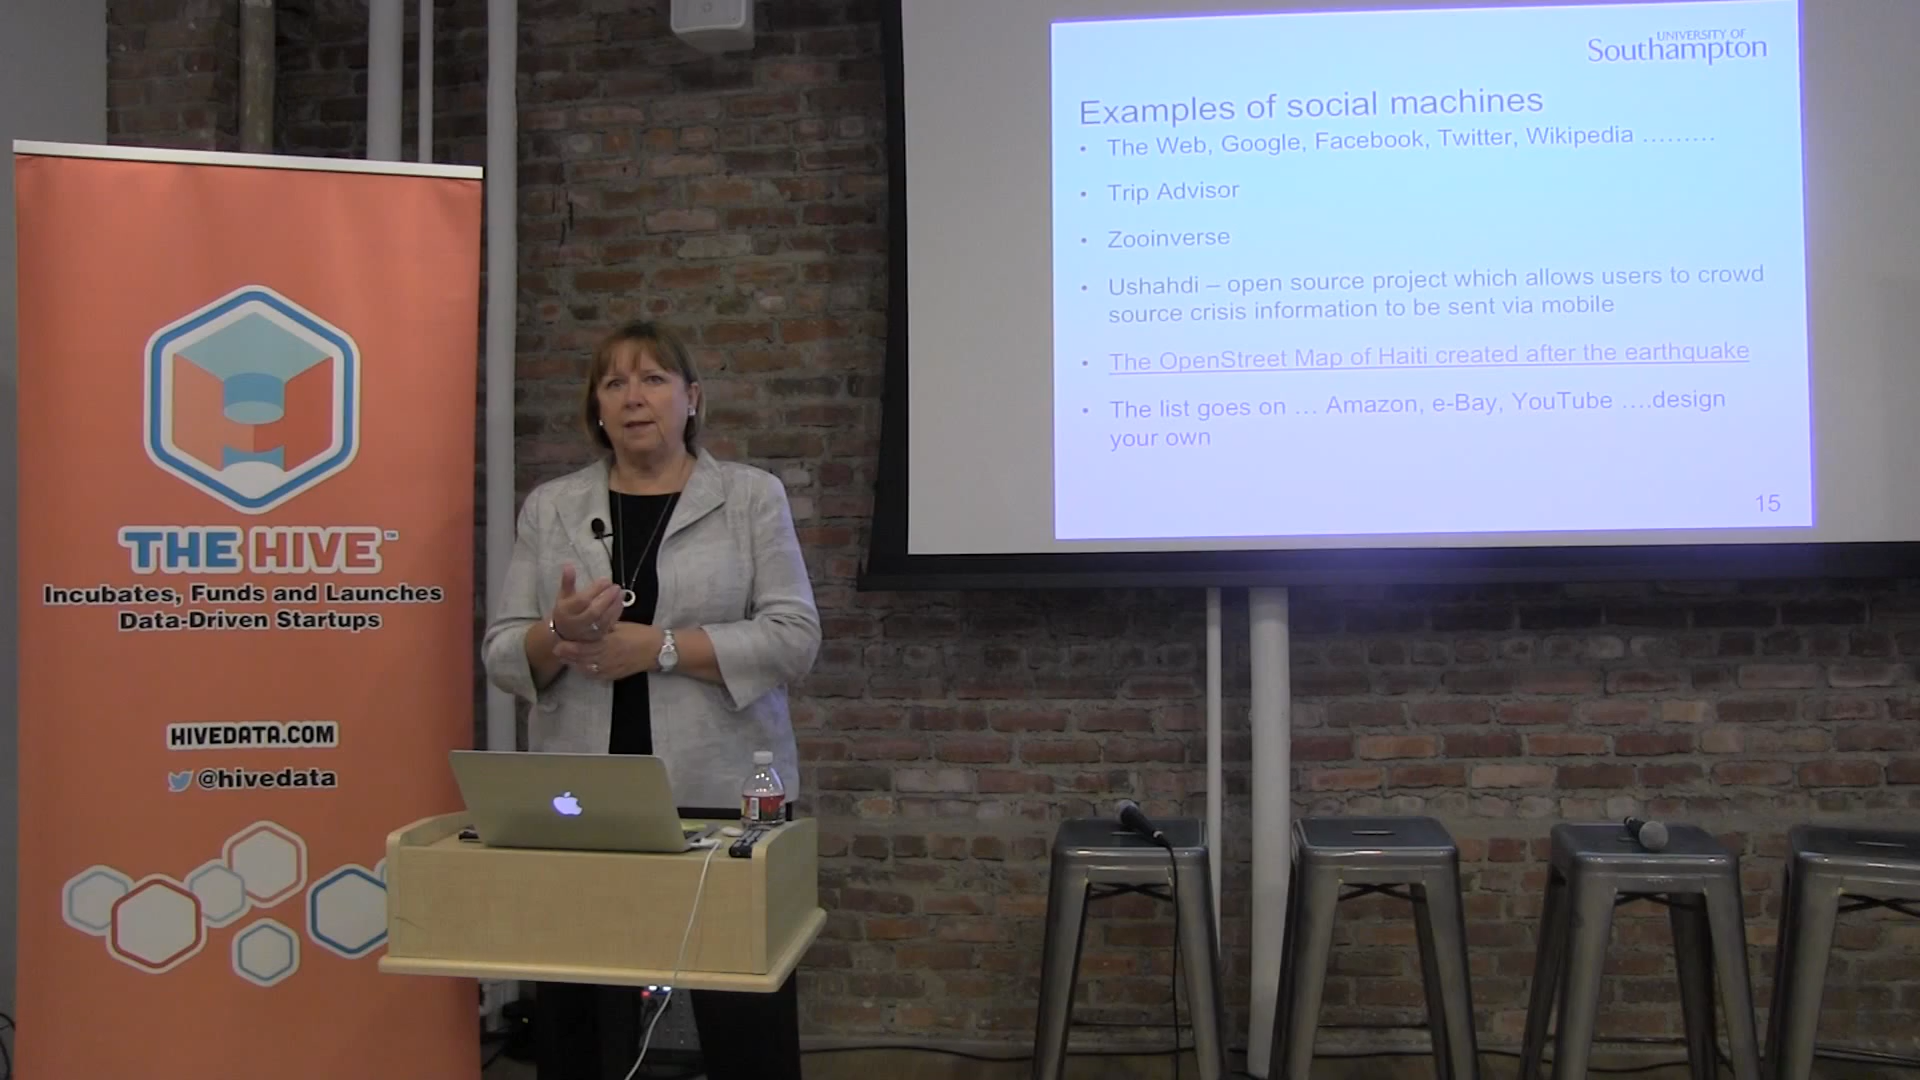 THE HIVE™
Incubates, Funds and Launches
Data-Driven Startups
HIVEDATA.COM
@hivedata
UNIVERSITY OF
Southampton
Examples of social machines
• The Web, Google, Facebook, Twitter, Wikipedia ………
• Trip Advisor
• Zooinverse
• Ushahdi – open source project which allows users to crowd
source crisis information to be sent via mobile
• The OpenStreet Map of Haiti created after the earthquake
• The list goes on … Amazon, e-Bay, YouTube ….design
your own
15